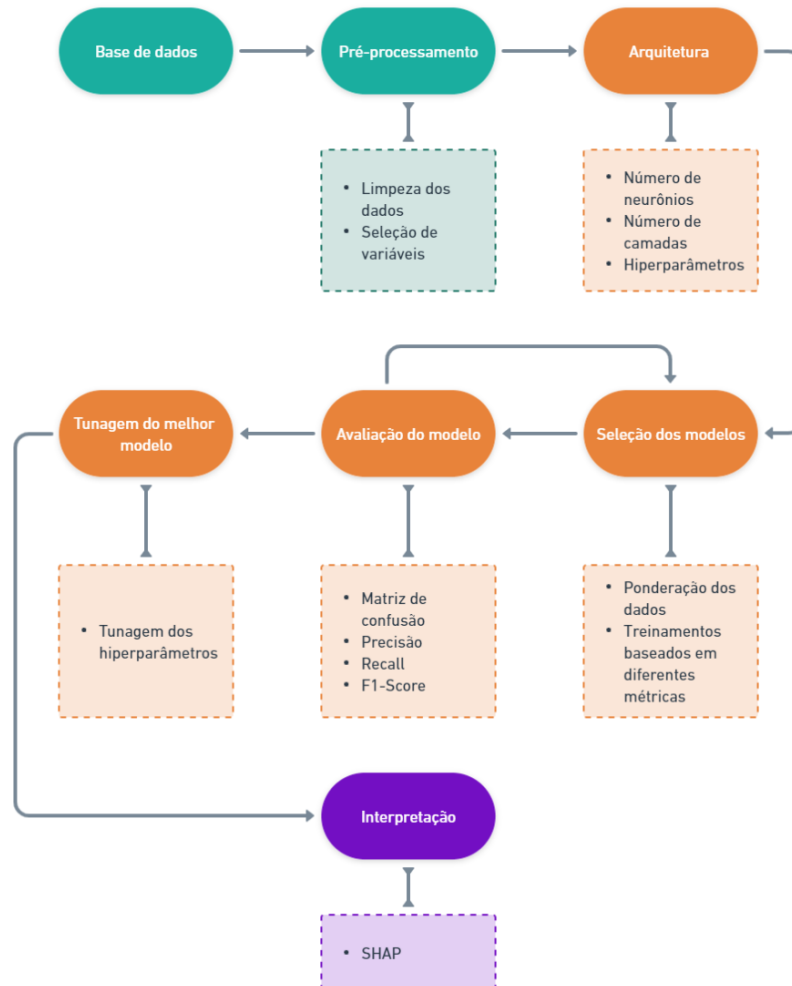 Base de dados
Pré-processamento
Arquitetura
• Limpeza dos
dados
• Seleção de
variáveis
• Número de
neurônios
• Número de
camadas
• Hiperparâmetros
Tunagem do melhor
modelo
Avaliação do modelo
Seleção dos modelos
• Tunagem dos
hiperparâmetros
• Matriz de
confusão
• Precisão
• Recall
• F1-Score
• Ponderação dos
dados
• Treinamentos
baseados em
diferentes
métricas
Interpretação
• SHAP